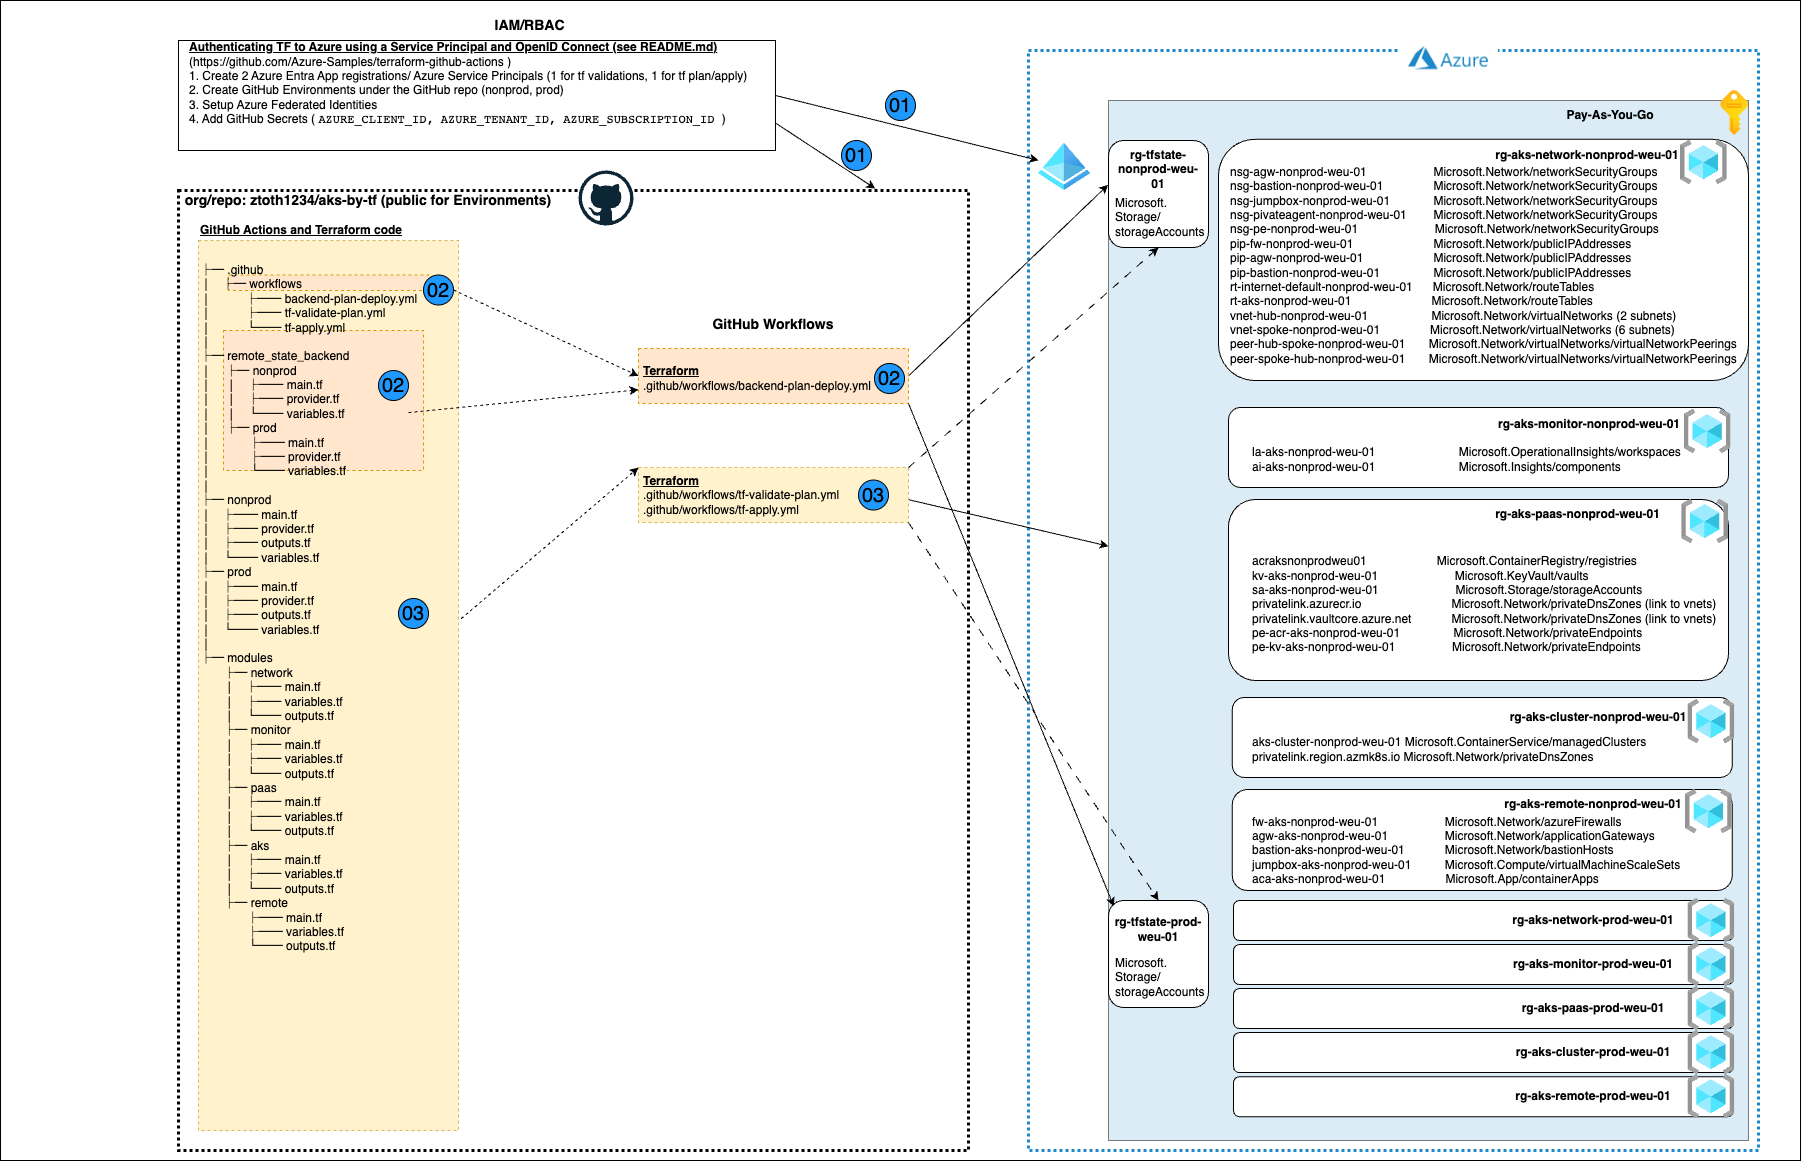 IAM/RBAC
Authenticating TF to Azure using a Service Principal and OpenID Connect (see README.md)
(https://github.com/Azure-Samples/terraform-github-actions )
1. Create 2 Azure Entra App registrations/ Azure Service Principals (1 for tf validations, 1 for tf plan/apply)
2. Create GitHub Environments under the GitHub repo (nonprod, prod)
3. Setup Azure Federated Identities
4. Add GitHub Secrets ( AZURE_CLIENT_ID, AZURE_TENANT_ID, AZURE_SUBSCRIPTION_ID )
01
01
org/repo: ztoth1234/aks-by-tf (public for Environments)
GitHub Actions and Terraform code
.github
workflows
backend-plan-deploy.yml
tf-validate-plan.yml
tf-apply.yml
02
remote_state_backend
nonprod
main.tf
provider.tf
variables.tf
prod
main.tf
provider.tf
variables.tf
02
nonprod
main.tf
provider.tf
outputs.tf
variables.tf
prod
main.tf
provider.tf
outputs.tf
variables.tf
03
modules
network
main.tf
variables.tf
outputs.tf
monitor
main.tf
variables.tf
outputs.tf
paas
main.tf
variables.tf
outputs.tf
aks
main.tf
variables.tf
outputs.tf
remote
main.tf
variables.tf
outputs.tf
GitHub Workflows
Terraform
.github/workflows/backend-plan-deploy.yml
02
Terraform
.github/workflows/tf-validate-plan.yml
.github/workflows/tf-apply.yml
03
Azure
Pay-As-You-Go
rg-tfstate-
nonprod-weu-
01
Microsoft.
Storage/
storageAccounts
rg-aks-network-nonprod-weu-01
nsg-agw-nonprod-weu-01 Microsoft.Network/networkSecurityGroups
nsg-bastion-nonprod-weu-01 Microsoft.Network/networkSecurityGroups
nsg-jumpbox-nonprod-weu-01 Microsoft.Network/networkSecurityGroups
nsg-pivateagent-nonprod-weu-01 Microsoft.Network/networkSecurityGroups
nsg-pe-nonprod-weu-01 Microsoft.Network/networkSecurityGroups
pip-fw-nonprod-weu-01 Microsoft.Network/publicIPAddresses
pip-agw-nonprod-weu-01 Microsoft.Network/publicIPAddresses
pip-bastion-nonprod-weu-01 Microsoft.Network/publicIPAddresses
rt-internet-default-nonprod-weu-01 Microsoft.Network/routeTables
rt-aks-nonprod-weu-01 Microsoft.Network/routeTables
vnet-hub-nonprod-weu-01 Microsoft.Network/virtualNetworks (2 subnets)
vnet-spoke-nonprod-weu-01 Microsoft.Network/virtualNetworks (6 subnets)
peer-hub-spoke-nonprod-weu-01 Microsoft.Network/virtualNetworks/virtualNetworkPeerings
peer-spoke-hub-nonprod-weu-01 Microsoft.Network/virtualNetworks/virtualNetworkPeerings
rg-aks-monitor-nonprod-weu-01
la-aks-nonprod-weu-01 Microsoft.OperationalInsights/workspaces
ai-aks-nonprod-weu-01 Microsoft.Insights/components
rg-aks-paas-nonprod-weu-01
acraksnonprodweu01 Microsoft.ContainerRegistry/registries
kv-aks-nonprod-weu-01 Microsoft.KeyVault/vaults
sa-aks-nonprod-weu-01 Microsoft.Storage/storageAccounts
privatelink.azurecr.io Microsoft.Network/privateDnsZones (link to vnets)
privatelink.vaultcore.azure.net Microsoft.Network/privateDnsZones (link to vnets)
pe-acr-aks-nonprod-weu-01 Microsoft.Network/privateEndpoints
pe-kv-aks-nonprod-weu-01 Microsoft.Network/privateEndpoints
rg-aks-cluster-nonprod-weu-01
aks-cluster-nonprod-weu-01 Microsoft.ContainerService/managedClusters
privatelink.region.azmk8s.io Microsoft.Network/privateDnsZones
rg-aks-remote-nonprod-weu-01
fw-aks-nonprod-weu-01 Microsoft.Network/azureFirewalls
agw-aks-nonprod-weu-01 Microsoft.Network/applicationGateways
bastion-aks-nonprod-weu-01 Microsoft.Network/bastionHosts
jumpbox-aks-nonprod-weu-01 Microsoft.Compute/virtualMachineScaleSets
aca-aks-nonprod-weu-01 Microsoft.App/containerApps
rg-tfstate-prod-
weu-01
Microsoft.
Storage/
storageAccounts
rg-aks-network-prod-weu-01
rg-aks-monitor-prod-weu-01
rg-aks-paas-prod-weu-01
rg-aks-cluster-prod-weu-01
rg-aks-remote-prod-weu-01